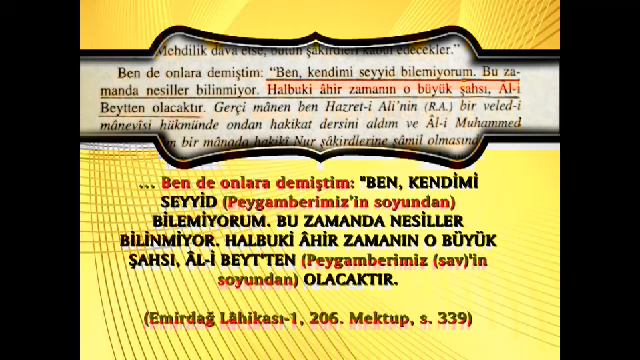 Mehdilik dava etse, bütün şakirdleri kabul edecekler."
Ben de onlara demiştim: "Ben, kendimi seyyid bilemiyorum. Bu za-
manda nesiller bilinmiyor. Halbuki âhir zamanın o büyük şahsı, Al-i
Beytten olacaktır. Gerçi mânen ben Hazret-i Ali'nin (R.A.) bir veled-i
mânevîsi hükmünde ondan hakikat dersini aldım ve Âl-i Muhammed
bir mânada hakikî Nur şâkirdlerine şâmil olmasından
... Ben de onlara demiştim: "BEN, KENDİMİ
SEYYİD (Peygamberimiz'in soyundan)
BİLEMİYORUM. BU ZAMANDA NESİLLER
BİLİNMİYOR. HALBUKİ ÂHİR ZAMANIN O BÜYÜK
ŞAHSI, ÂL-İ BEYT'TEN (Peygamberimiz (sav)'in
soyundan) OLACAKTIR.
(Emirdağ Lâhikası-1, 206. Mektup, s. 339)